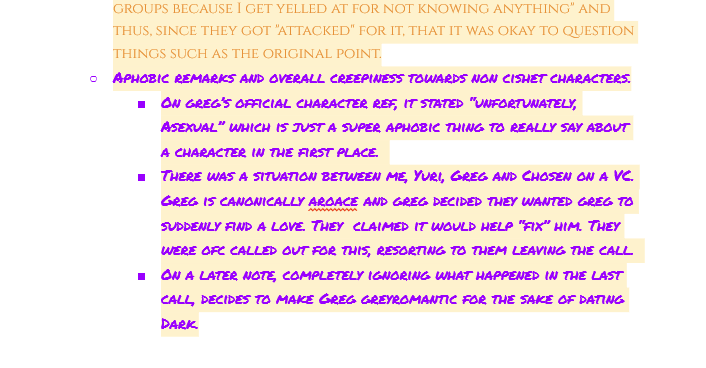 GROUPS BECAUSE I GET YELLED AT FOR NOT KNOWING ANYTHING" AND
THUS, SINCE THEY GOT "ATTACKED" FOR IT, THAT IT WAS OKAY TO QUESTION
THINGS SUCH AS THE ORIGINAL POINT.
○ APHOBIC REMARKS AND OVERALL CREEPINESS TOWARDS NON CISHET CHARACTERS.
■ ON GREG'S OFFICIAL CHARACTER REF, IT STATED "UNFORTUNATELY,
ASEXUAL" WHICH IS JUST A SUPER APHOBIC THING TO REALLY SAY ABOUT
A CHARACTER IN THE FIRST PLACE.
■ THERE WAS A SITUATION BETWEEN ME, YURI, GREG AND CHOSEN ON A VC.
GREG IS CANONICALLY AROACE AND GREG DECIDED THEY WANTED GREG TO
SUDDENLY FIND A LOVE. THEY CLAIMED IT WOULD HELP "FIX" HIM. THEY
WERE OFC CALLED OUT FOR THIS, RESORTING TO THEM LEAVING THE CALL.
■ ON A LATER NOTE, COMPLETELY IGNORING WHAT HAPPENED IN THE LAST
CALL, DECIDES TO MAKE GREG GREYROMANTIC FOR THE SAKE OF DATING
DARK.